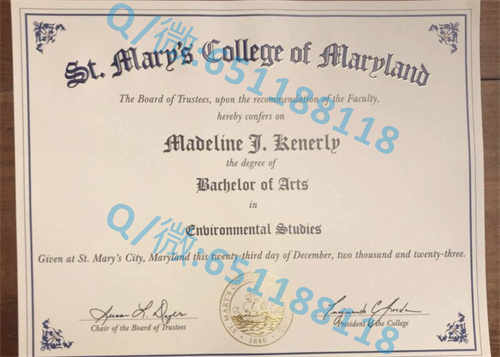 St. Mary's College of Maryland
The Board of Trustees, upon the recommendation of the Faculty,
hereby confers on
Madeline J. Kenerly
the degree of
Bachelor of Arts
in
Environmental Studies
Given at St. Mary's City, Maryland this twenty-third day of December, two thousand and twenty-three.
Chair of the Board of Trustees
President of the College
ST. MARY'S
1840
Q/微:651188118
Q/微:651188118